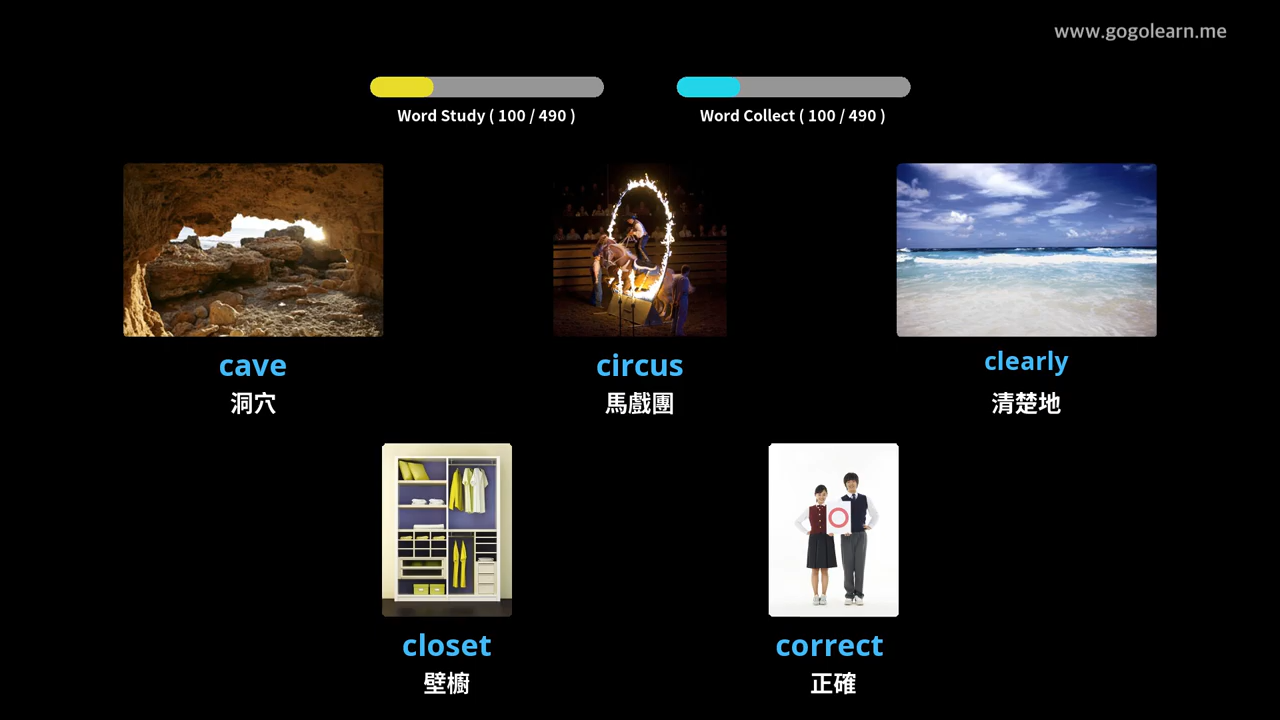 www.gogolearn.me
Word Study ( 100 / 490 )
Word Collect ( 100 / 490 )
cave
洞穴
circus
馬戲團
clearly
清楚地
closet
壁櫥
correct
正確